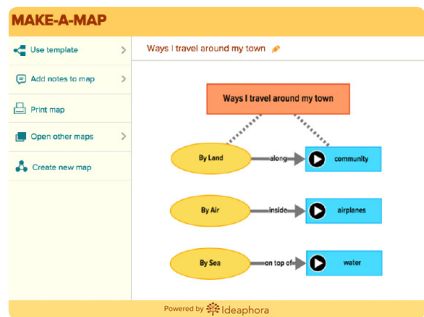 MAKE-A-MAP
Use template
Add notes to map
Print map
Open other maps
Create new map
Ways I travel around my town
Ways I travel around my town
By Land along community
By Air inside airplanes
By Sea on top of water
Powered by Ideaphora